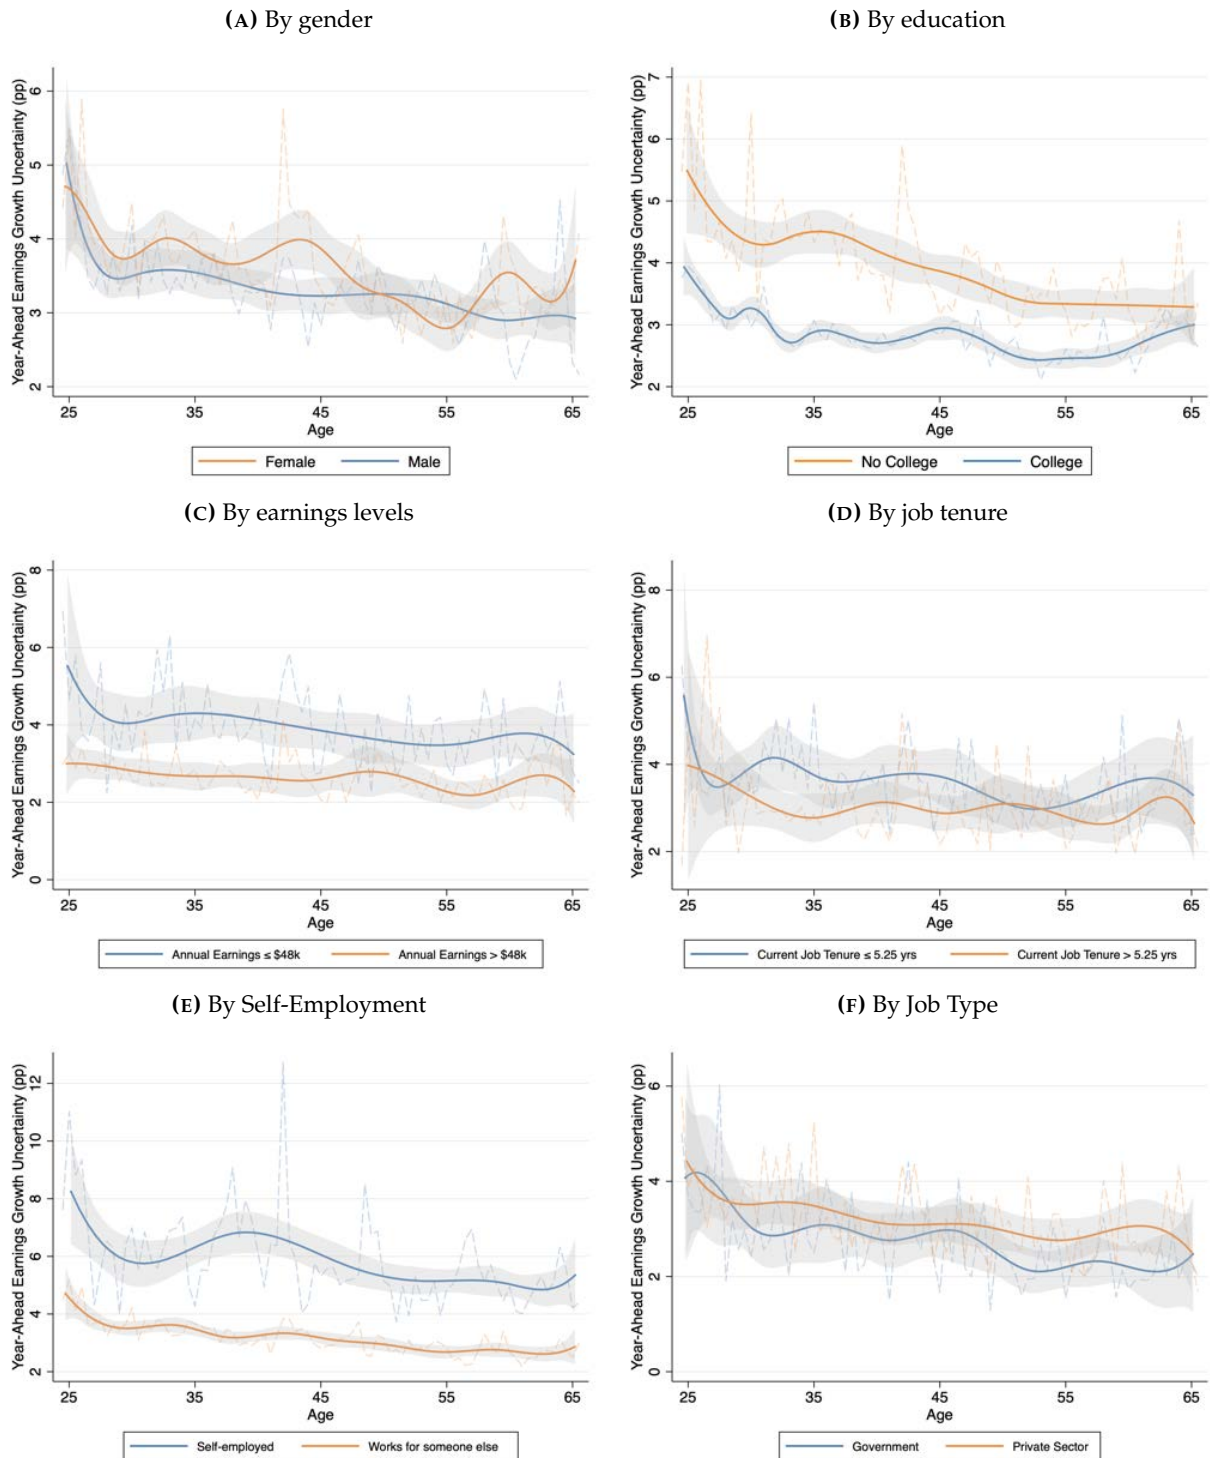 (A) By gender
(B) By education
Year-Ahead Earnings Growth Uncertainty (pp)
6
5
4
3
2
25 35 45 55 65
Age
Female Male
Year-Ahead Earnings Growth Uncertainty (pp)
7
6
5
4
3
2
25 35 45 55 65
Age
No College College
(C) By earnings levels
(D) By job tenure
Year-Ahead Earnings Growth Uncertainty (pp)
8
6
4
2
0
25 35 45 55 65
Age
Annual Earnings ≤ $48k Annual Earnings > $48k
Year-Ahead Earnings Growth Uncertainty (pp)
8
6
4
2
25 35 45 55 65
Age
Current Job Tenure ≤ 5.25 yrs Current Job Tenure > 5.25 yrs
(E) By Self-Employment
(F) By Job Type
Year-Ahead Earnings Growth Uncertainty (pp)
12
10
8
6
4
2
25 35 45 55 65
Age
Self-employed Works for someone else
Year-Ahead Earnings Growth Uncertainty (pp)
6
4
2
0
25 35 45 55 65
Age
Government Private Sector